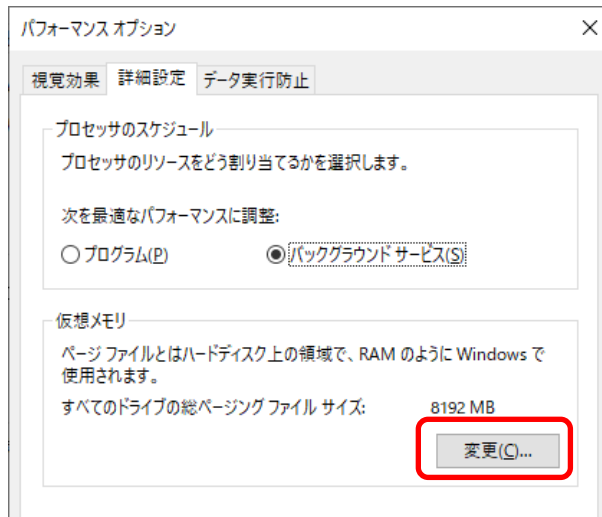 パフォーマンス オプション
視覚効果 詳細設定 データ実行防止
プロセッサのスケジュール
プロセッサのリソースをどう割り当てるかを選択します。
次を最適なパフォーマンスに調整:
プログラム(P) バックグラウンド サービス(S)
仮想メモリ
ページ ファイルとはハードディスク上の領域で、RAM のように Windows で
使用されます。
すべてのドライブの総ページング ファイル サイズ: 8192 MB
変更(C)...